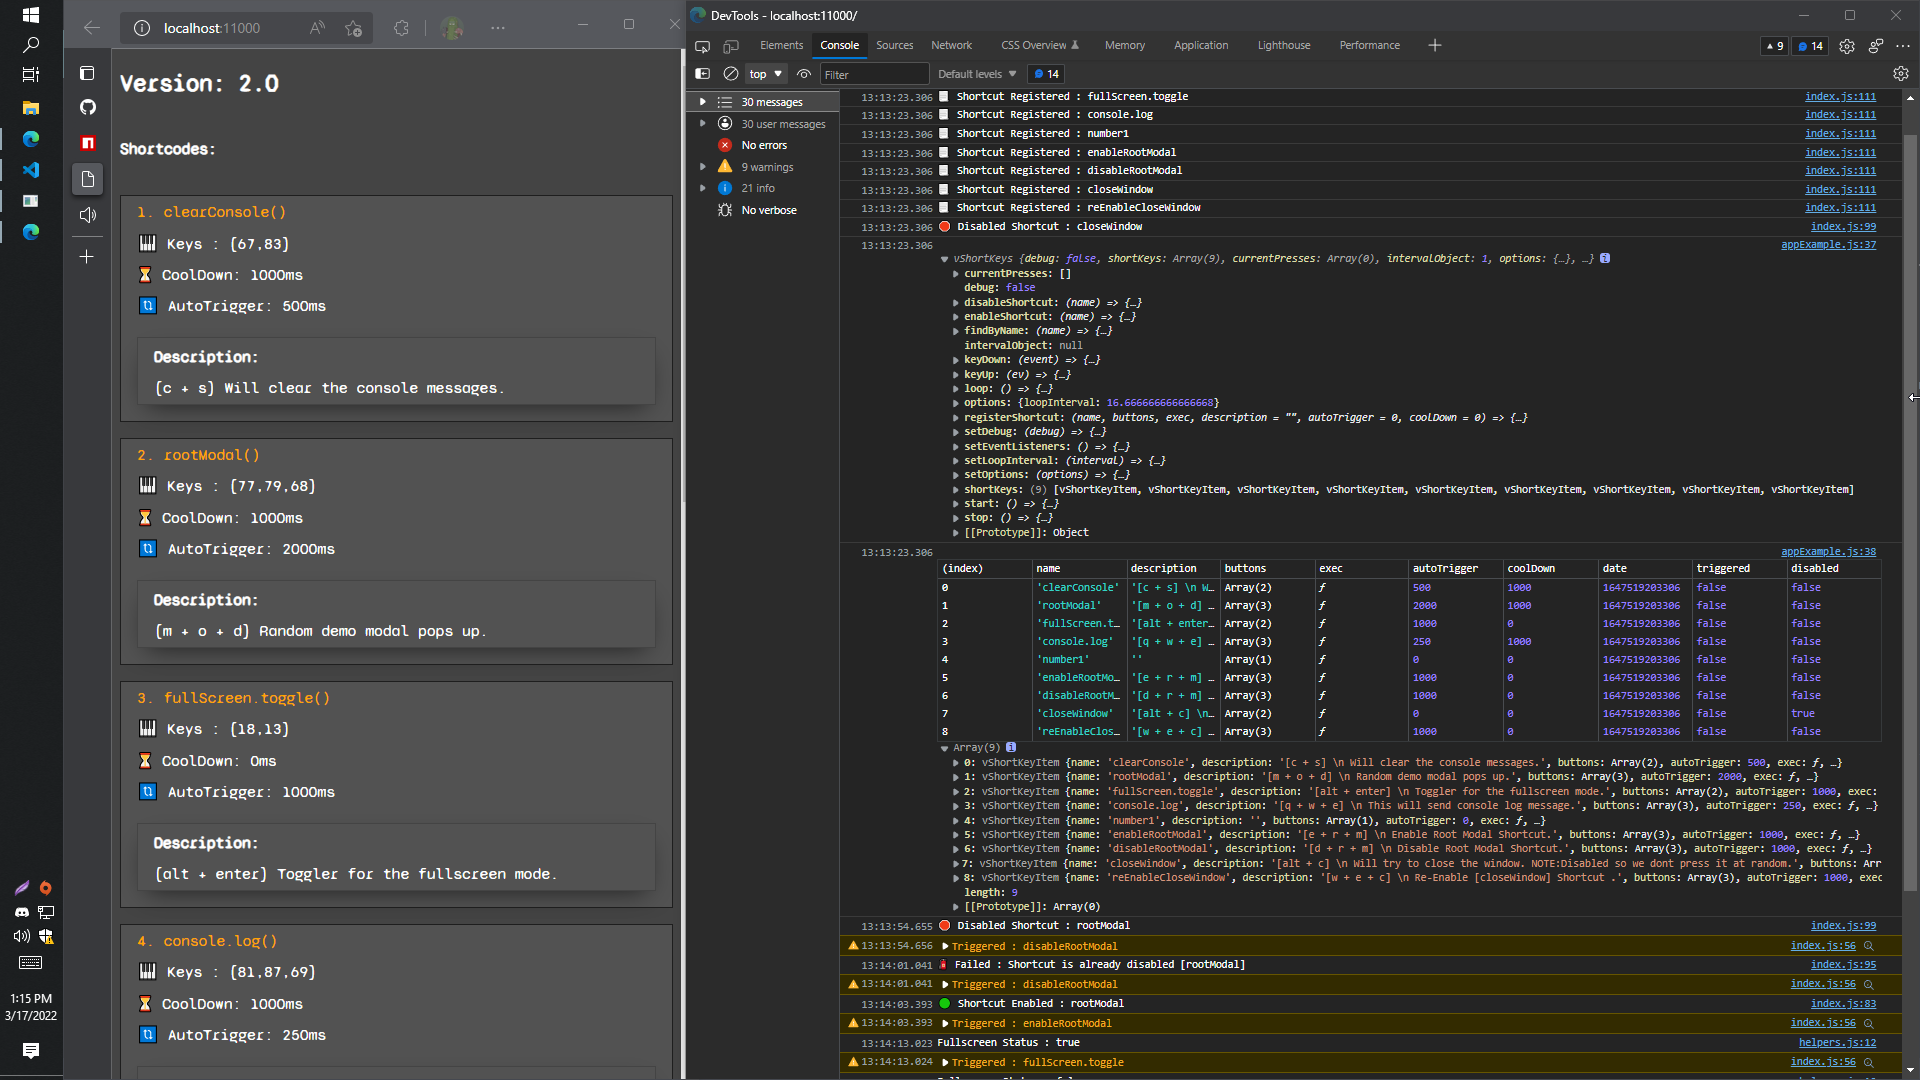 localhost:11000
Version: 2.0
Shortcodes:
1. clearConsole()
Keys : [67,83]
CoolDown: 1000ms
AutoTrigger: 500ms
Description:
[c + s] Will clear the console messages.
2. rootModal()
Keys : [77,79,68]
CoolDown: 1000ms
AutoTrigger: 2000ms
Description:
[m + o + d] Random demo modal pops up.
3. fullScreen.toggle()
Keys : [18,13]
CoolDown: 0ms
AutoTrigger: 1000ms
Description:
[alt + enter] Toggler for the fullscreen mode.
4. console.log()
Keys : [81,87,69]
CoolDown: 1000ms
AutoTrigger: 250ms
1:15 PM
3/17/2022
DevTools - localhost:11000/
Elements Console Sources Network CSS Overview Memory Application Lighthouse Performance 9 14
top Filter Default levels 14
30 messages
30 user messages
No errors
9 warnings
21 info
No verbose
13:13:23.306 Shortcut Registered : fullScreen.toggle index.js:111
13:13:23.306 Shortcut Registered : console.log index.js:111
13:13:23.306 Shortcut Registered : number1 index.js:111
13:13:23.306 Shortcut Registered : enableRootModal index.js:111
13:13:23.306 Shortcut Registered : disableRootModal index.js:111
13:13:23.306 Shortcut Registered : closeWindow index.js:111
13:13:23.306 Shortcut Registered : reEnableCloseWindow index.js:111
13:13:23.306 Disabled Shortcut : closeWindow index.js:99
13:13:23.306 appExample.js:37
vShortKeys {debug: false, shortKeys: Array(9), currentPresses: Array(0), intervalObject: 1, options: {…}, …}
currentPresses: []
debug: false
disableShortcut: (name) => {…}
enableShortcut: (name) => {…}
findByName: (name) => {…}
intervalObject: null
keyDown: (event) => {…}
keyUp: (ev) => {…}
loop: () => {…}
options: {loopInterval: 16.666666666666668}
registerShortcut: (name, buttons, exec, description = "", autoTrigger = 0, coolDown = 0) => {…}
setDebug: (debug) => {…}
setEventListeners: () => {…}
setLoopInterval: (interval) => {…}
setOptions: (options) => {…}
shortKeys: (9) [vShortKeyItem, vShortKeyItem, vShortKeyItem, vShortKeyItem, vShortKeyItem, vShortKeyItem, vShortKeyItem, vShortKeyItem, vShortKeyItem]
start: () => {…}
stop: () => {…}
[[Prototype]]: Object
13:13:23.306 appExample.js:38
(index) name description buttons exec autoTrigger coolDown date triggered disabled
0 'clearConsole' '[c + s] \n W… Array(2) ƒ 500 1000 1647519203306 false false
1 'rootModal' '[m + o + d] … Array(3) ƒ 2000 1000 1647519203306 false false
2 'fullScreen.t… '[alt + enter… Array(2) ƒ 1000 0 1647519203306 false false
3 'console.log' '[q + w + e] … Array(3) ƒ 250 1000 1647519203306 false false
4 'number1' '' Array(1) ƒ 0 0 1647519203306 false false
5 'enableRootMo… '[e + r + m] … Array(3) ƒ 1000 0 1647519203306 false false
6 'disableRootM… '[d + r + m] … Array(3) ƒ 1000 0 1647519203306 false false
7 'closeWindow' '[alt + c] \n… Array(2) ƒ 0 0 1647519203306 false true
8 'reEnableClos… '[w + e + c] … Array(3) ƒ 1000 0 1647519203306 false false
Array(9)
0: vShortKeyItem {name: 'clearConsole', description: '[c + s] \n Will clear the console messages.', buttons: Array(2), autoTrigger: 500, exec: ƒ, …}
1: vShortKeyItem {name: 'rootModal', description: '[m + o + d] \n Random demo modal pops up.', buttons: Array(3), autoTrigger: 2000, exec: ƒ, …}
2: vShortKeyItem {name: 'fullScreen.toggle', description: '[alt + enter] \n Toggler for the fullscreen mode.', buttons: Array(2), autoTrigger: 1000, exec:
3: vShortKeyItem {name: 'console.log', description: '[q + w + e] \n This will send console log message.', buttons: Array(3), autoTrigger: 250, exec: ƒ, …}
4: vShortKeyItem {name: 'number1', description: '', buttons: Array(1), autoTrigger: 0, exec: ƒ, …}
5: vShortKeyItem {name: 'enableRootModal', description: '[e + r + m] \n Enable Root Modal Shortcut.', buttons: Array(3), autoTrigger: 1000, exec: ƒ, …}
6: vShortKeyItem {name: 'disableRootModal', description: '[d + r + m] \n Disable Root Modal Shortcut.', buttons: Array(3), autoTrigger: 1000, exec: ƒ, …}
7: vShortKeyItem {name: 'closeWindow', description: '[alt + c] \n Will try to close the window. NOTE:Disabled so we dont press it at random.', buttons: Arr
8: vShortKeyItem {name: 'reEnableCloseWindow', description: '[w + e + c] \n Re-Enable [closeWindow] Shortcut .', buttons: Array(3), autoTrigger: 1000, exec
length: 9
[[Prototype]]: Array(0)
13:13:54.655 Disabled Shortcut : rootModal index.js:99
13:13:54.656 Triggered : disableRootModal index.js:56
13:14:01.041 Failed : Shortcut is already disabled [rootModal] index.js:95
13:14:01.041 Triggered : disableRootModal index.js:56
13:14:03.393 Shortcut Enabled : rootModal index.js:83
13:14:03.393 Triggered : enableRootModal index.js:56
13:14:13.023 Fullscreen Status : true helpers.js:12
13:14:13.024 Triggered : fullScreen.toggle index.js:56